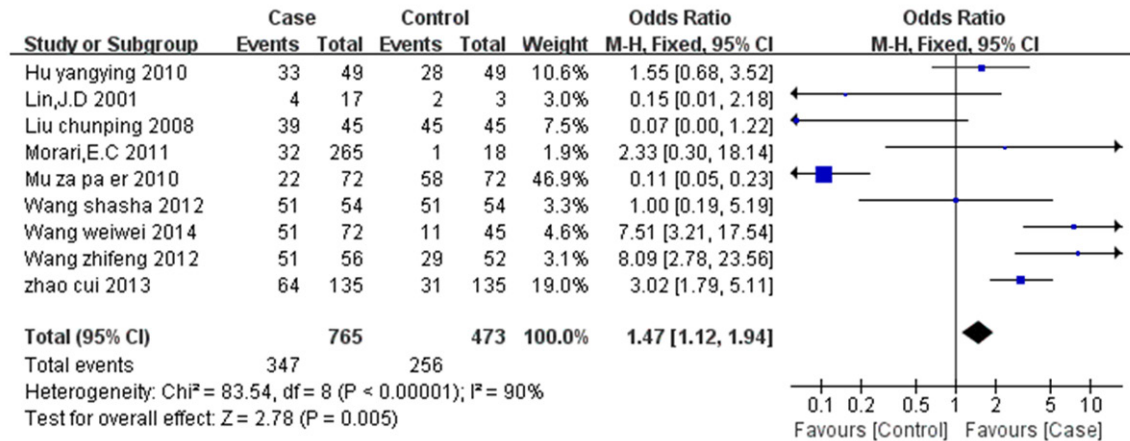 Case Control Odds Ratio Odds Ratio
Study or Subgroup Events Total Events Total Weight M-H, Fixed, 95% CI M-H, Fixed, 95% CI
Hu yangying 2010 33 49 28 49 10.6% 1.55 [0.68, 3.52]
Lin,J.D 2001 4 17 2 3 3.0% 0.15 [0.01, 2.18]
Liu chunping 2008 39 45 45 45 7.5% 0.07 [0.00, 1.22]
Morari,E.C 2011 32 265 1 18 1.9% 2.33 [0.30, 18.14]
Mu za pa er 2010 22 72 58 72 46.9% 0.11 [0.05, 0.23]
Wang shasha 2012 51 54 51 54 3.3% 1.00 [0.19, 5.19]
Wang weiwei 2014 51 72 11 45 4.6% 7.51 [3.21, 17.54]
Wang zhifeng 2012 51 56 29 52 3.1% 8.09 [2.78, 23.56]
zhao cui 2013 64 135 31 135 19.0% 3.02 [1.79, 5.11]
Total (95% CI) 765 473 100.0% 1.47 [1.12, 1.94]
Total events 347 256
Heterogeneity: Chi² = 83.54, df = 8 (P < 0.00001); I² = 90%
Test for overall effect: Z = 2.78 (P = 0.005)
0.1 0.2 0.5 1 2 5 10
Favours [Control] Favours [Case]